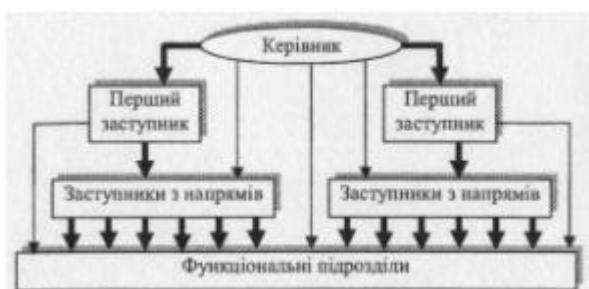 Керівник
Перший
заступник
Перший
заступник
Заступники з напрямів
Заступники з напрямів
Функціональні підрозділи